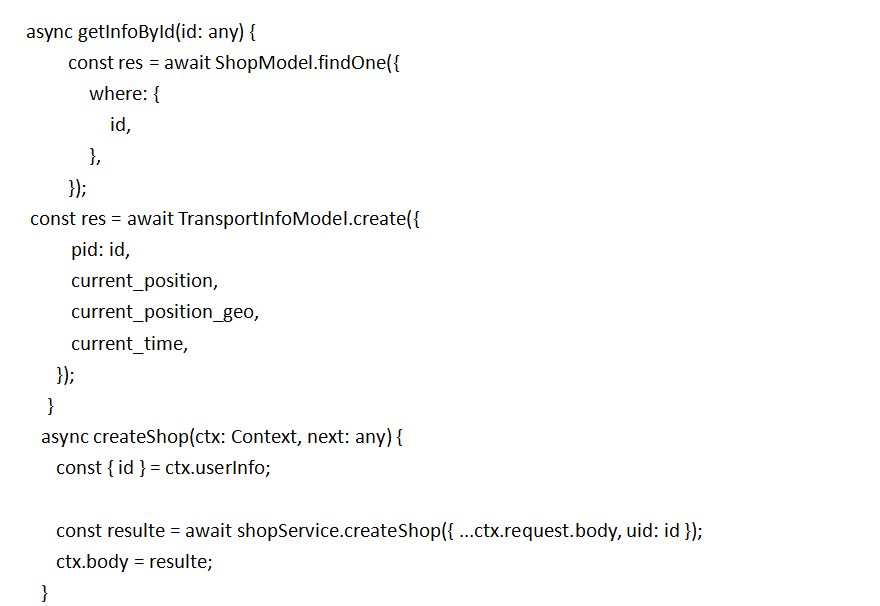 async getInfoById(id: any) {
const res = await ShopModel.findOne({
where: {
id,
},
});
const res = await TransportInfoModel.create({
pid: id,
current_position,
current_position_geo,
current_time,
});
}
async createShop(ctx: Context, next: any) {
const { id } = ctx.userInfo;
const resulte = await shopService.createShop({ ...ctx.request.body, uid: id });
ctx.body = resulte;
}